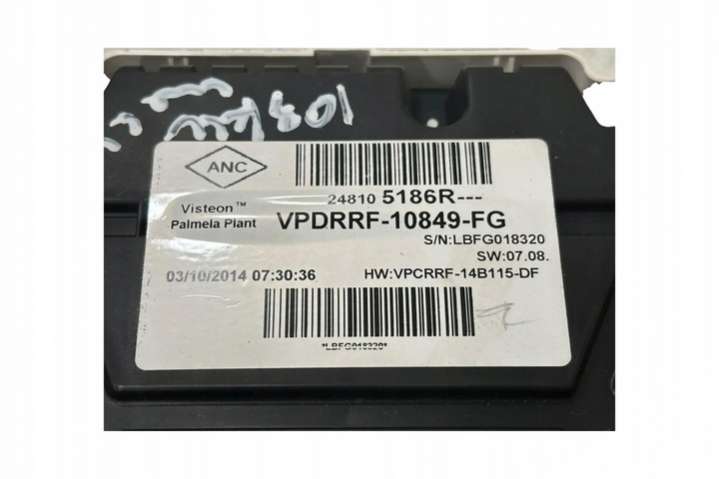 ANC
24810 5186R---
Visteon™
Palmela Plant
VPDRRF-10849-FG
S/N:LBFG018320
SW:07.08.
03/10/2014 07:30:36
HW:VPCRRF-14B115-DF
*LBFG018320*